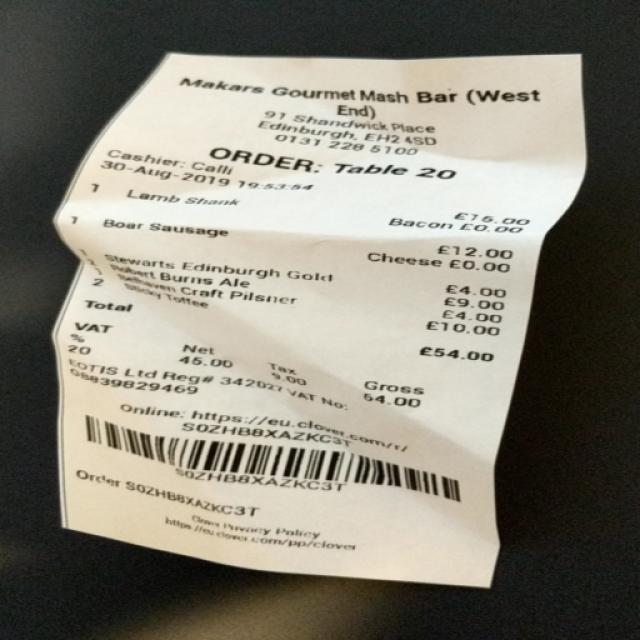 Makars Gourmet Mash Bar (West
End)
91 Shandwick Place
Edinburgh, EH2 4SD
0131 228 5100
ORDER: Table 20
Cashier: Calli
30-Aug-2019 19:53:54
1 Lamb Shank £15.00
Bacon £0.00
1 Boar Sausage £12.00
Cheese £0.00
1 Stewarts Edinburgh Gold £4.00
Robert Burns Ale £9.00
Belhaven Craft Pilsner £4.00
2 Sticky Toffee £10.00
Total £54.00
VAT
% Net Tax Gross
20 45.00 9.00 54.00
EOTIS Ltd Reg# 342027 VAT No:
08839829469
Online: https://eu.clover.com/r/
S0ZHB8XAZKC3T
S0ZHB8XAZKC3T
Order S0ZHB8XAZKC3T
Clover Privacy Policy
https://eu.clover.com/pp/clover